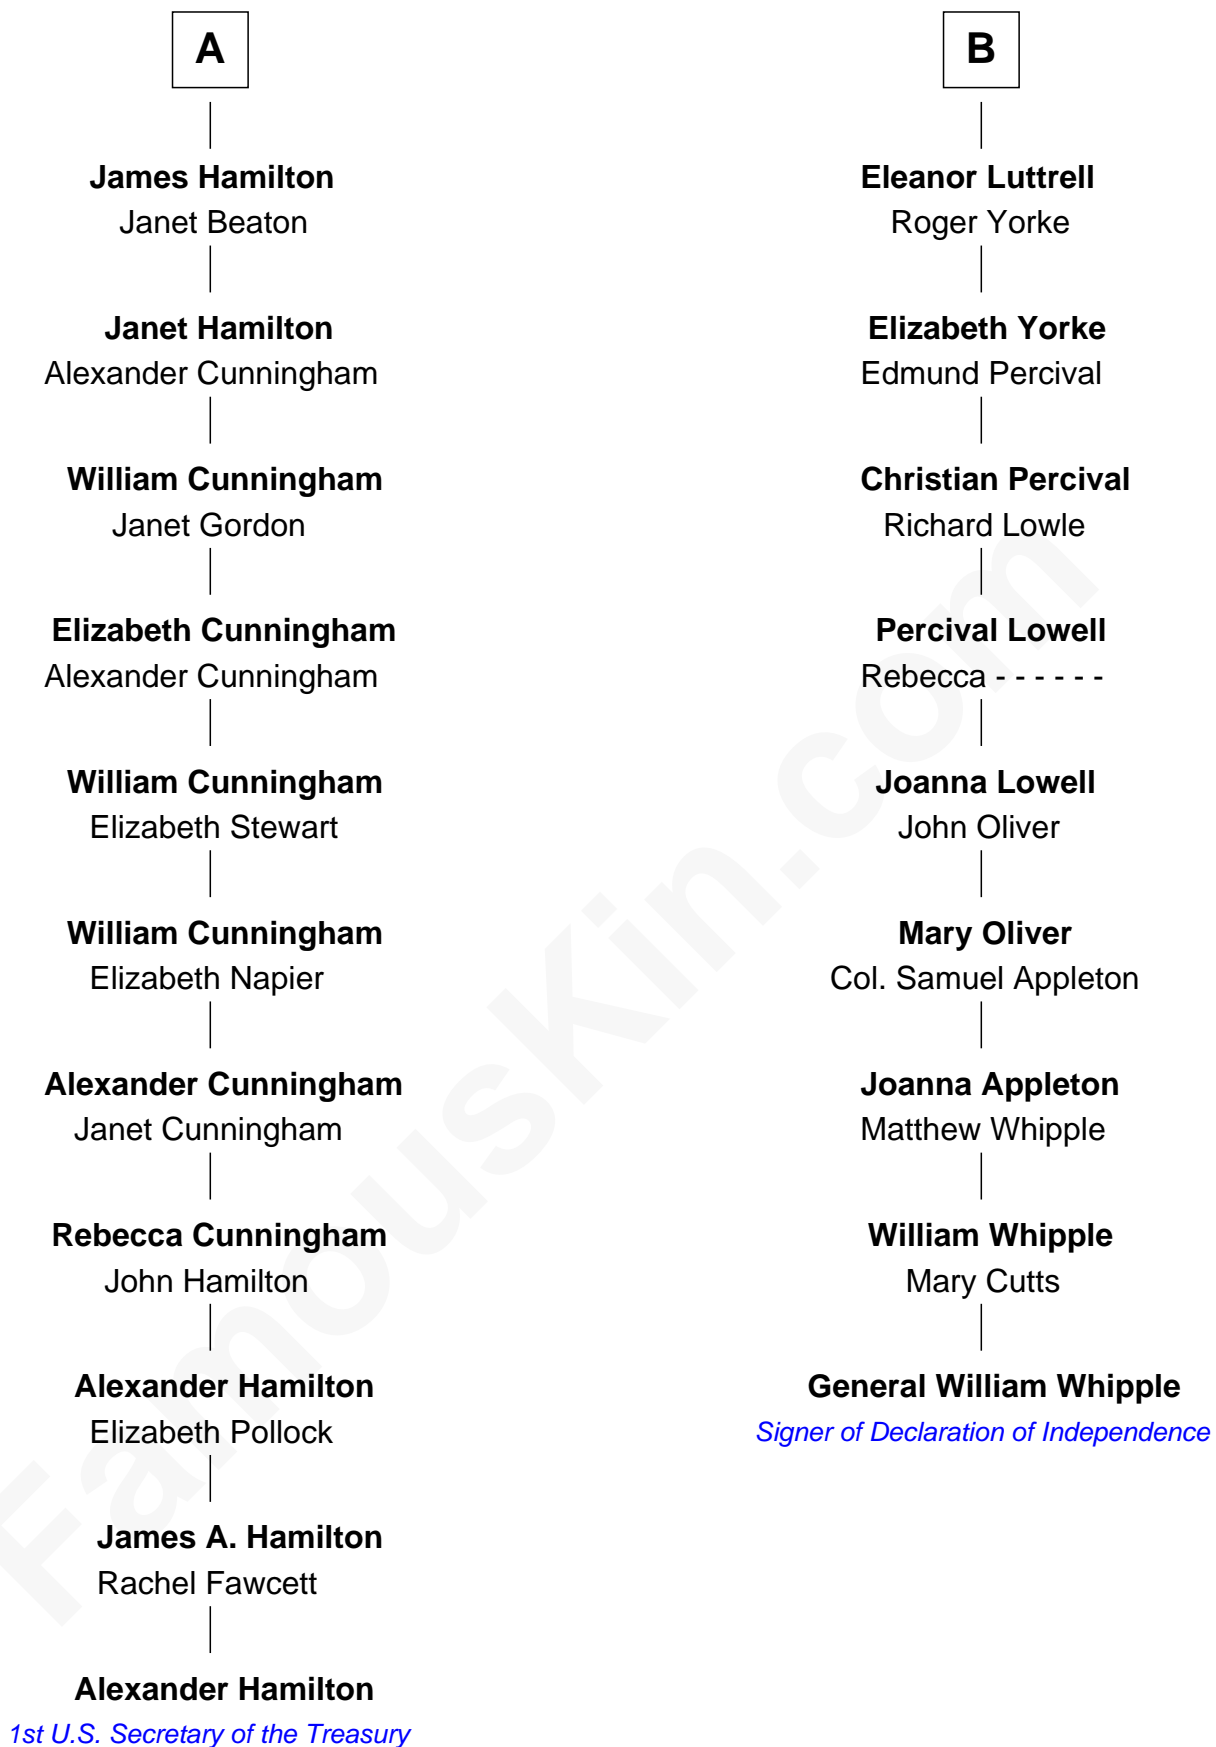 A
James Hamilton
Janet Beaton
Janet Hamilton
Alexander Cunningham
William Cunningham
Janet Gordon
Elizabeth Cunningham
Alexander Cunningham
William Cunningham
Elizabeth Stewart
William Cunningham
Elizabeth Napier
Alexander Cunningham
Janet Cunningham
Rebecca Cunningham
John Hamilton
Alexander Hamilton
Elizabeth Pollock
James A. Hamilton
Rachel Fawcett
Alexander Hamilton
1st U.S. Secretary of the Treasury
B
Eleanor Luttrell
Roger Yorke
Elizabeth Yorke
Edmund Percival
Christian Percival
Richard Lowle
Percival Lowell
Rebecca - - - - - -
Joanna Lowell
John Oliver
Mary Oliver
Col. Samuel Appleton
Joanna Appleton
Matthew Whipple
William Whipple
Mary Cutts
General William Whipple
Signer of Declaration of Independence
FamousKin.com